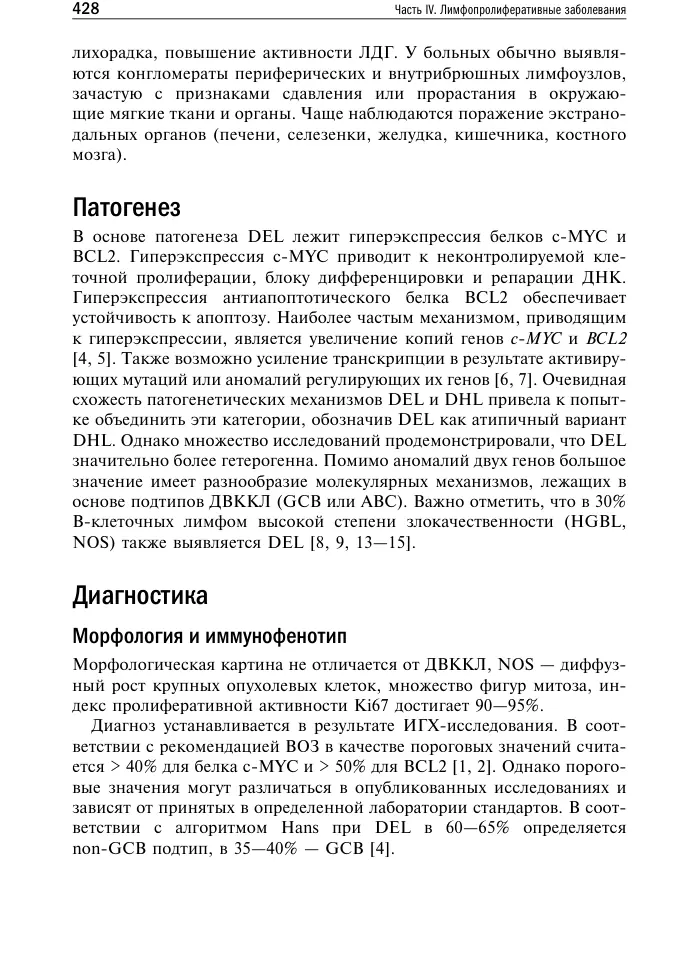 428
Часть IV. Лимфопролиферативные заболевания
лихорадка, повышение активности ЛДГ. У больных обычно выявля-
ются конгломераты периферических и внутрибрюшных лимфоузлов,
зачастую с признаками сдавления или прорастания в окружаю-
щие мягкие ткани и органы. Чаще наблюдаются поражение экстрано-
дальных органов (печени, селезенки, желудка, кишечника, костного
мозга).
Патогенез
В основе патогенеза DEL лежит гиперэкспрессия белков c-MYC и
BCL2. Гиперэкспрессия c-MYC приводит к неконтролируемой кле-
точной пролиферации, блоку дифференцировки и репарации ДНК.
Гиперэкспрессия антиапоптотического белка BCL2 обеспечивает
устойчивость к апоптозу. Наиболее частым механизмом, приводящим
к гиперэкспрессии, является увеличение копий генов c-MYC и BCL2
[4, 5]. Также возможно усиление транскрипции в результате активиру-
ющих мутаций или аномалий регулирующих их генов [6, 7]. Очевидная
схожесть патогенетических механизмов DEL и DHL привела к попыт-
ке объединить эти категории, обозначив DEL как атипичный вариант
DHL. Однако множество исследований продемонстрировали, что DEL
значительно более гетерогенна. Помимо аномалий двух генов большое
значение имеет разнообразие молекулярных механизмов, лежащих в
основе подтипов ДВККЛ (GCB или ABC). Важно отметить, что в 30%
В-клеточных лимфом высокой степени злокачественности (HGBL,
NOS) также выявляется DEL [8, 9, 13—15].
Диагностика
Морфология и иммунофенотип
Морфологическая картина не отличается от ДВККЛ, NOS — диффуз-
ный рост крупных опухолевых клеток, множество фигур митоза, ин-
декс пролиферативной активности Ki67 достигает 90—95%.
Диагноз устанавливается в результате ИГХ-исследования. В соот-
ветствии с рекомендацией ВОЗ в качестве пороговых значений счита-
ется > 40% для белка c-MYC и > 50% для BCL2 [1, 2]. Однако порого-
вые значения могут различаться в опубликованных исследованиях и
зависят от принятых в определенной лаборатории стандартов. В соот-
ветствии с алгоритмом Hans при DEL в 60—65% определяется
non-GCB подтип, в 35—40% — GCB [4].